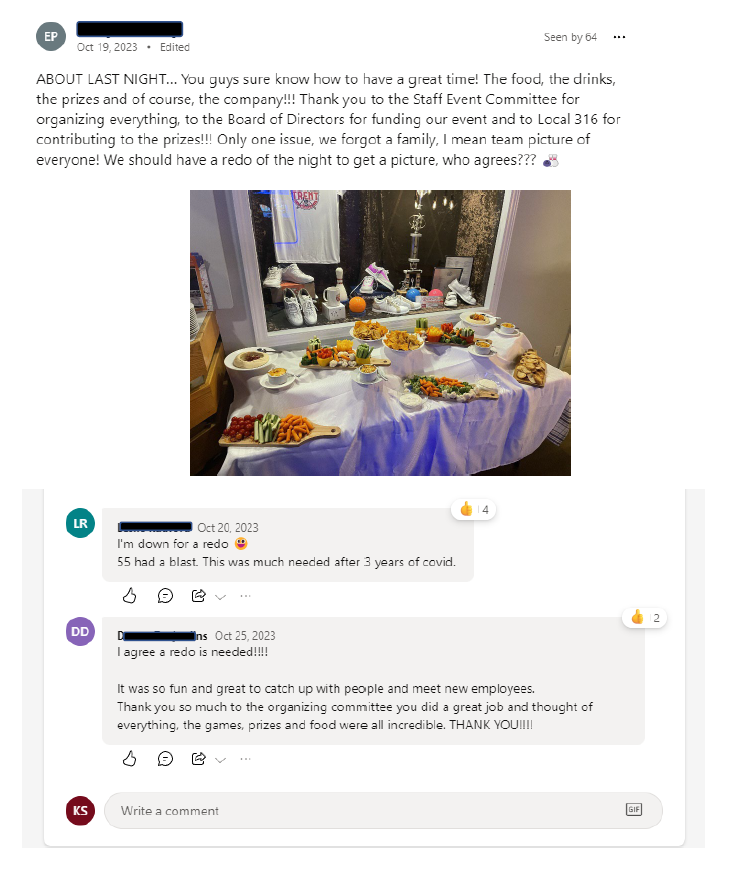 EP
Oct 19, 2023 • Edited
Seen by 64
ABOUT LAST NIGHT... You guys sure know how to have a great time! The food, the drinks,
the prizes and of course, the company!!! Thank you to the Staff Event Committee for
organizing everything, to the Board of Directors for funding our event and to Local 316 for
contributing to the prizes!!! Only one issue, we forgot a family, I mean team picture of
everyone! We should have a redo of the night to get a picture, who agrees??? 🎳
TRENT
LR
Oct 20, 2023
👍 4
I'm down for a redo 😃
55 had a blast. This was much needed after 3 years of covid.
DD
D ns Oct 25, 2023
👍 2
I agree a redo is needed!!!!
It was so fun and great to catch up with people and meet new employees.
Thank you so much to the organizing committee you did a great job and thought of
everything, the games, prizes and food were all incredible. THANK YOU!!!!
KS
Write a comment
GIF